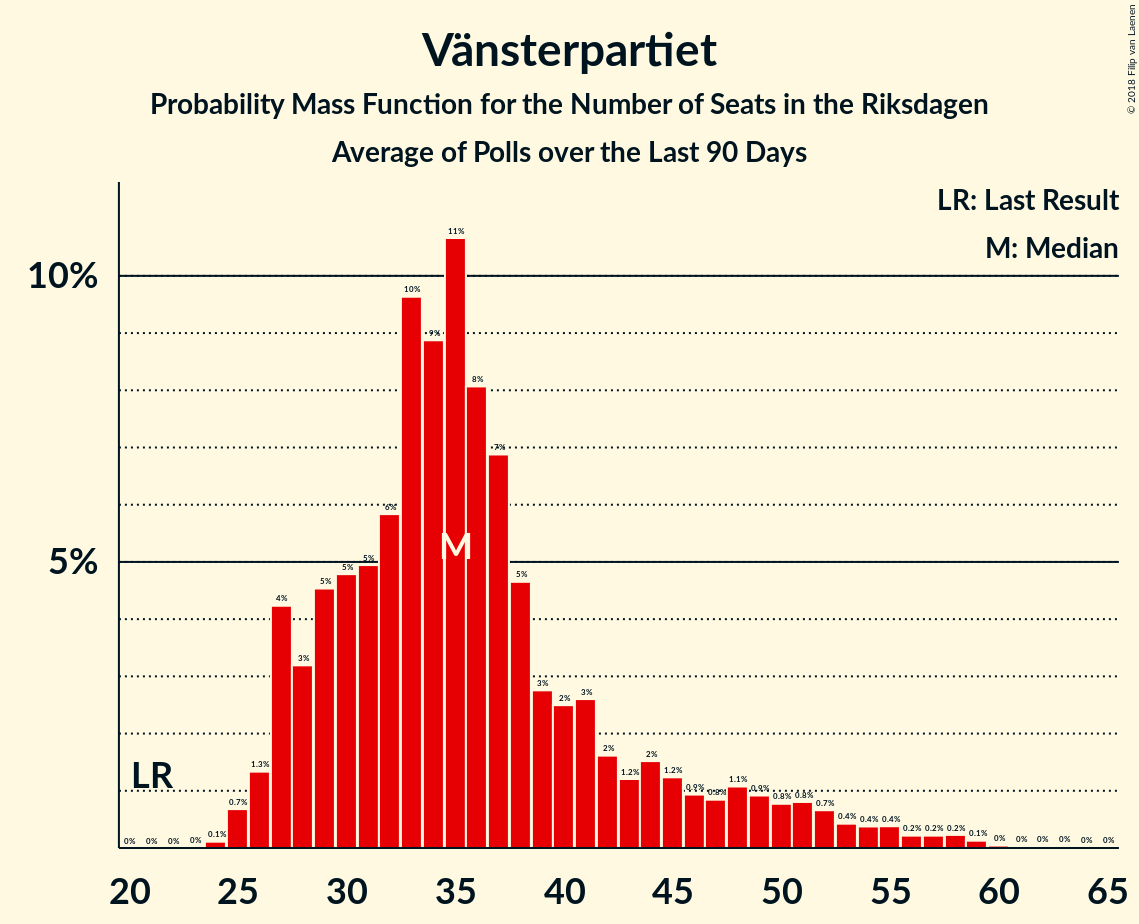 Vänsterpartiet
Probability Mass Function for the Number of Seats in the Riksdagen
Average of Polls over the Last 90 Days
© 2018 Filip van Laenen
LR: Last Result
M: Median
10%
5%
LR
M
0% 0% 0% 0% 0.1% 0.7% 1.3% 4% 3% 5% 5% 5% 6% 10% 9% 11% 8% 7% 5% 3% 2% 3% 2% 1.2% 2% 1.2% 0.9% 0.8% 1.1% 0.9% 0.8% 0.8% 0.7% 0.4% 0.4% 0.4% 0.2% 0.2% 0.2% 0.1% 0% 0% 0% 0% 0% 0%
20 25 30 35 40 45 50 55 60 65